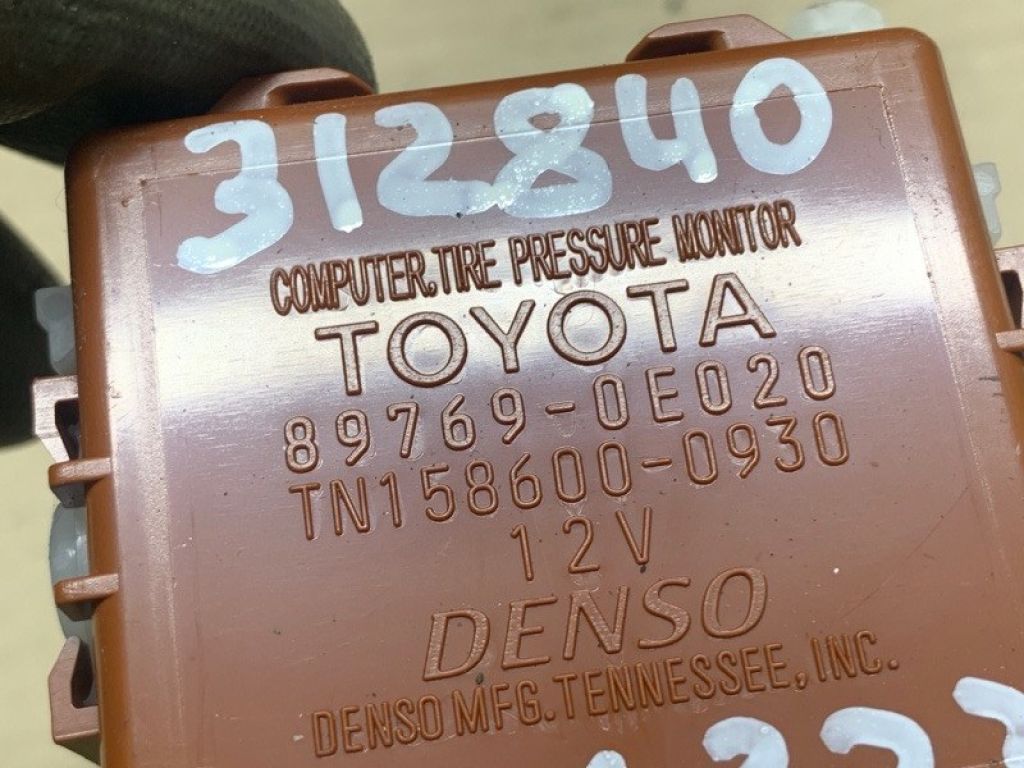 312840
COMPUTER,TIRE PRESSURE MONITOR
TOYOTA
89769-0E020
TN158600-0930
12V
DENSO
DENSO MFG.TENNESSEE, INC.